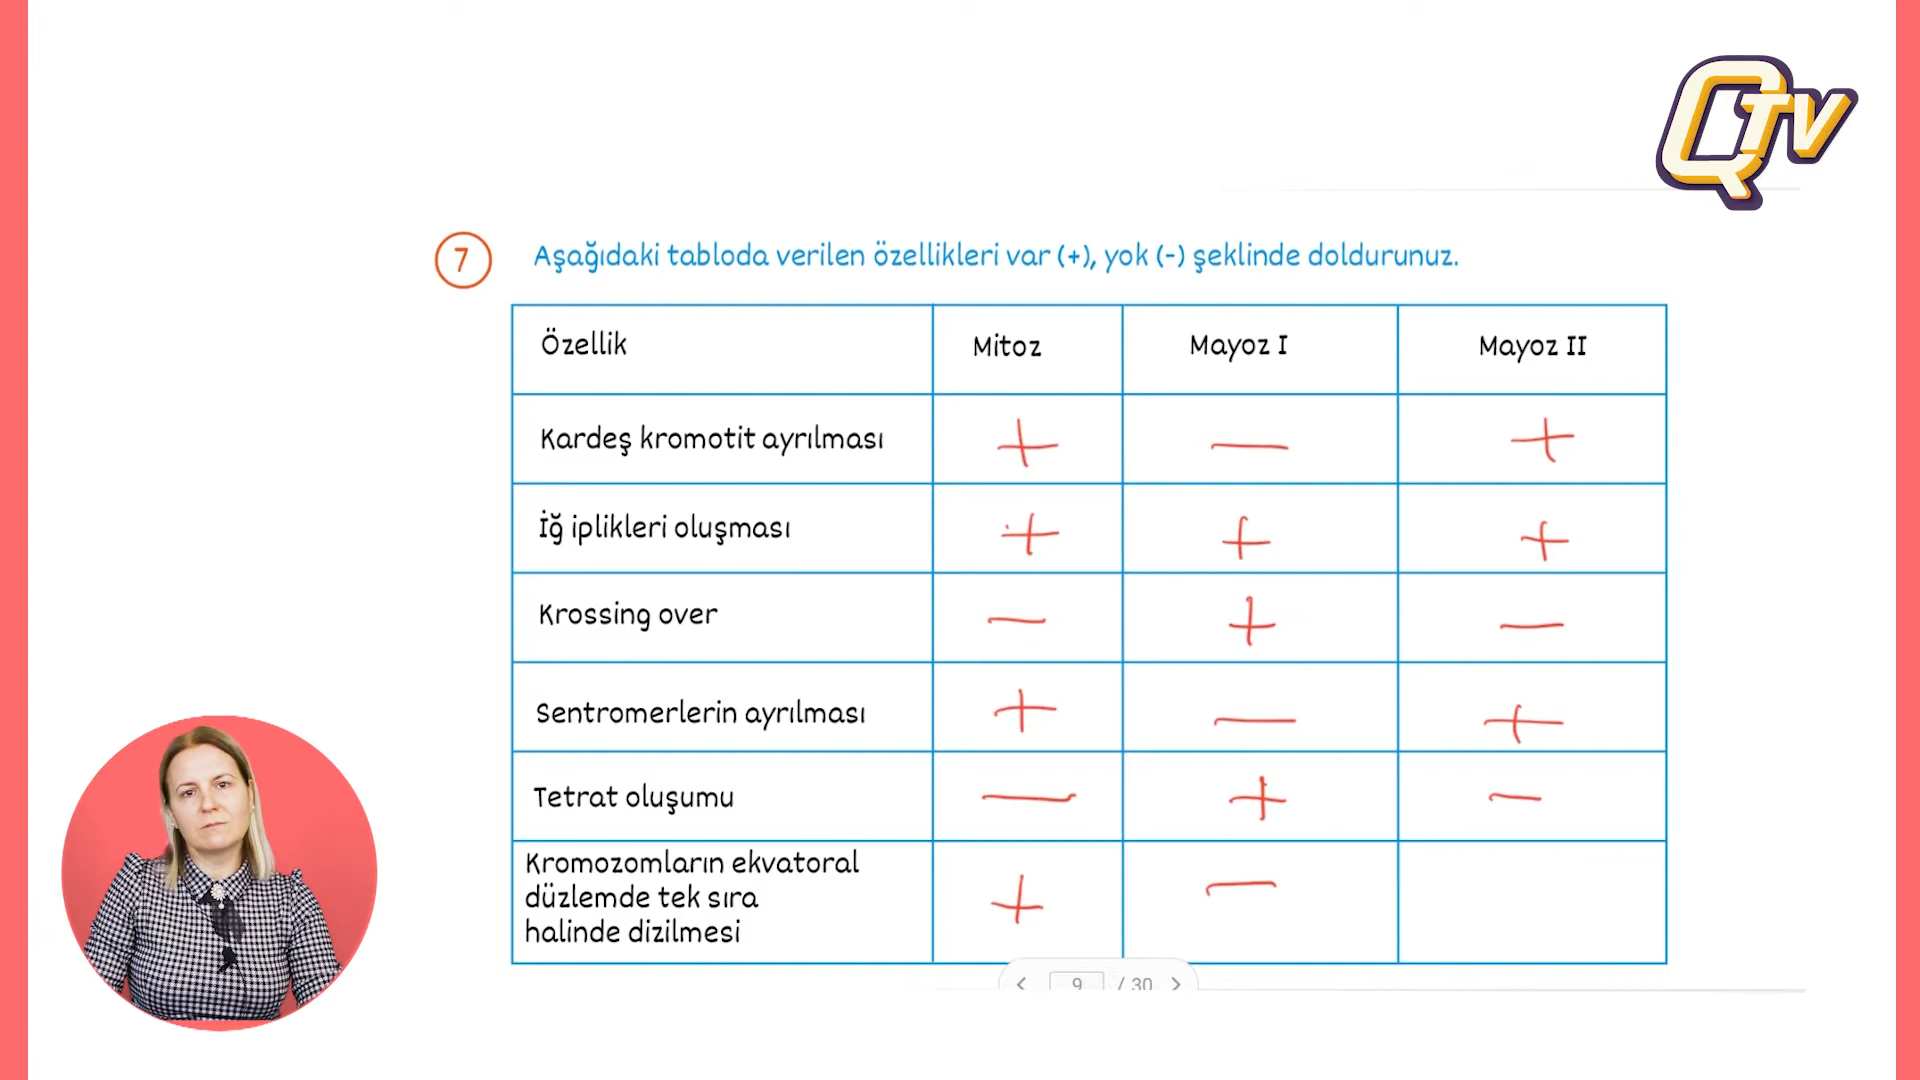 QTV
7 Aşağıdaki tabloda verilen özellikleri var (+), yok (-) şeklinde doldurunuz.
Özellik Mitoz Mayoz I Mayoz II
Kardeş kromotit ayrılması + — +
İğ iplikleri oluşması + + +
Krossing over — + —
Sentromerlerin ayrılması + — +
Tetrat oluşumu — + —
Kromozomların ekvatoral
düzlemde tek sıra + —
halinde dizilmesi
< 9 / 30 >